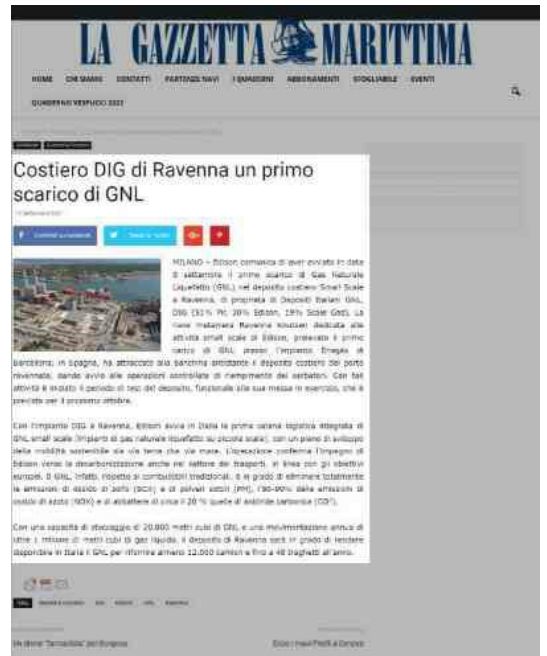 LA GAZZETTA MARITTIMA
HOME CHI SIAMO CONTATTI PARTENZE NAVI I QUADERNI ABBONAMENTI SFOGLIABILE EVENTI
QUADERNO VESPUCCI 2021
Costiero DIG di Ravenna un primo
scarico di GNL
MILANO – Edison comunica di aver avviato in data
8 settembre il primo scarico di Gas Naturale
Liquefatto (GNL) nel deposito costiero Small Scale
a Ravenna, di proprietà di Depositi Italiani GNL,
DIG (51% PIR, 30% Edison, 19% Scale Gas). La
nave metaniera Ravenna Knutsen dedicata alle
attività small scale di Edison, prelevato il primo
carico di GNL presso l'impianto Enagás di
Barcellona, in Spagna, ha attraccato alla banchina antistante il deposito costiero del porto
ravennate, dando avvio alle operazioni controllate di riempimento dei serbatoi. Con tali
attività è iniziato il periodo di test del deposito, funzionale alla sua messa in esercizio, che è
prevista per il prossimo ottobre.
Con l'impianto DIG a Ravenna, Edison avvia in Italia la prima catena logistica integrata di
GNL small scale (impianti di gas naturale liquefatto su piccola scala), con un piano di sviluppo
della mobilità sostenibile sia via terra che via mare. L'operazione conferma l'impegno di
Edison verso la decarbonizzazione anche nel settore dei trasporti, in linea con gli obiettivi
europei. Il GNL, infatti, rispetto ai combustibili tradizionali, è in grado di eliminare totalmente
le emissioni di ossido di zolfo (SOX) e di polveri sottili (PM), l'80-90% delle emissioni di
ossido di azoto (NOX) e di abbattere di circa il 20 % quelle di anidride carbonica (CO²).
Con una capacità di stoccaggio di 20.000 metri cubi di GNL e una movimentazione annua di
oltre 1 milione di metri cubi di gas liquido, il deposito di Ravenna sarà in grado di rendere
disponibile in Italia il GNL per rifornire almeno 12.000 camion e fino a 48 traghetti all'anno.